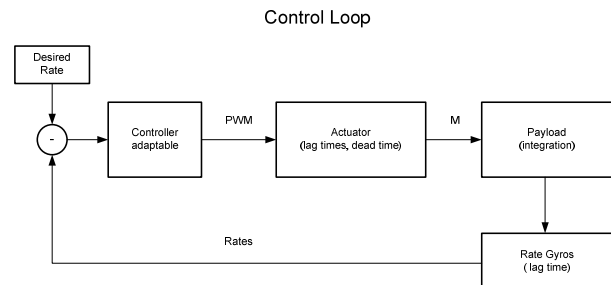 Control Loop
Desired
Rate
-
Controller
adaptable
PWM
Actuator
(lag times, dead time)
M
Payload
(integration)
Rates
Rate Gyros
( lag time)